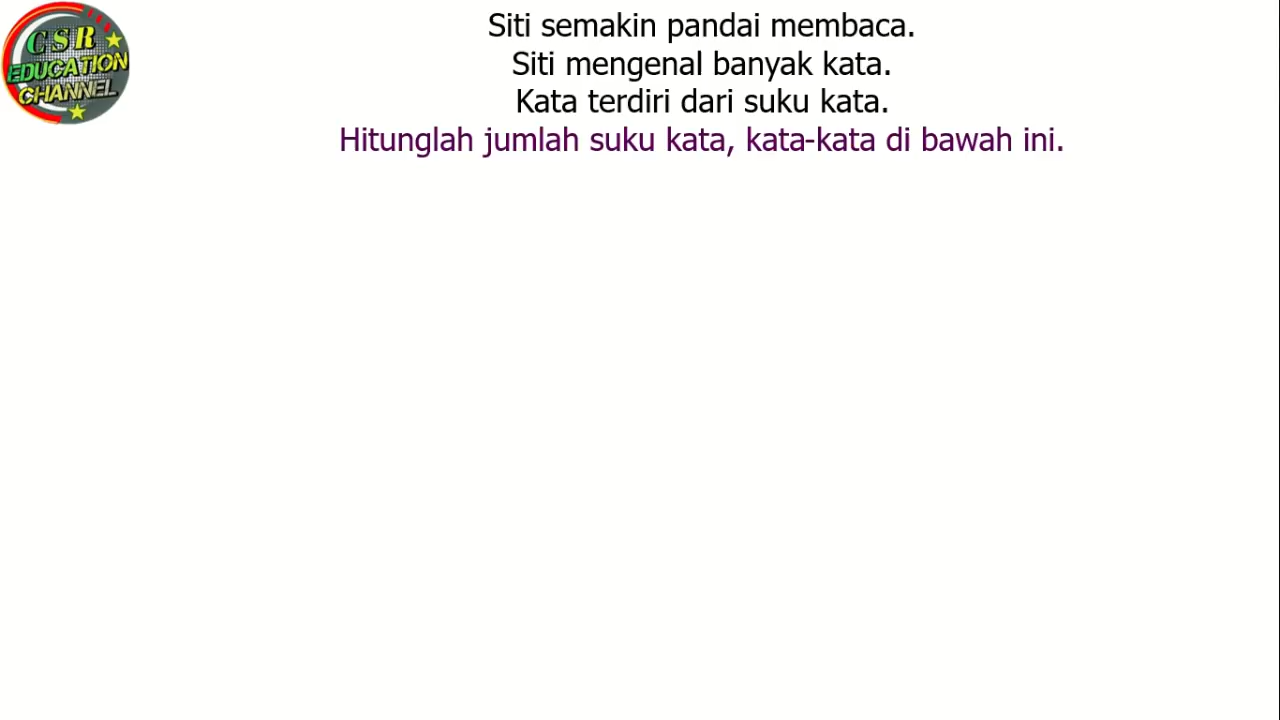 CSR
EDUCATION
CHANNEL
Siti semakin pandai membaca.
Siti mengenal banyak kata.
Kata terdiri dari suku kata.
Hitunglah jumlah suku kata, kata-kata di bawah ini.